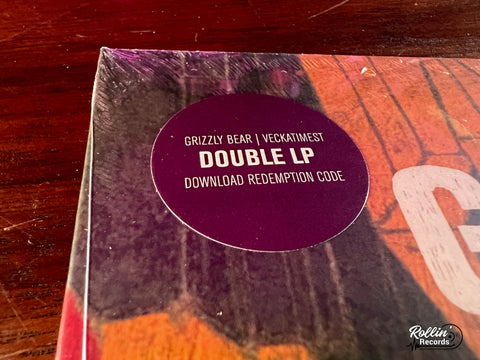 GRIZZLY BEAR | VECKATIMEST
DOUBLE LP
DOWNLOAD REDEMPTION CODE
G
Rollin'
Records